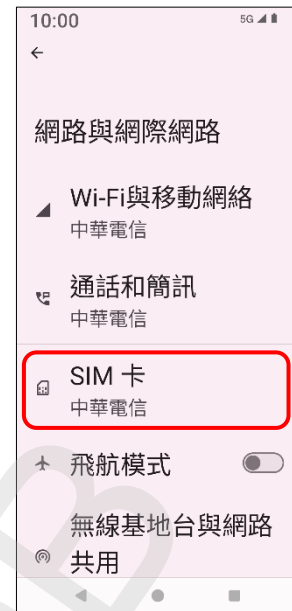 10:00 5G
網路與網際網路
Wi-Fi與移動網絡
中華電信
通話和簡訊
中華電信
SIM 卡
中華電信
飛航模式
無線基地台與網路
共用